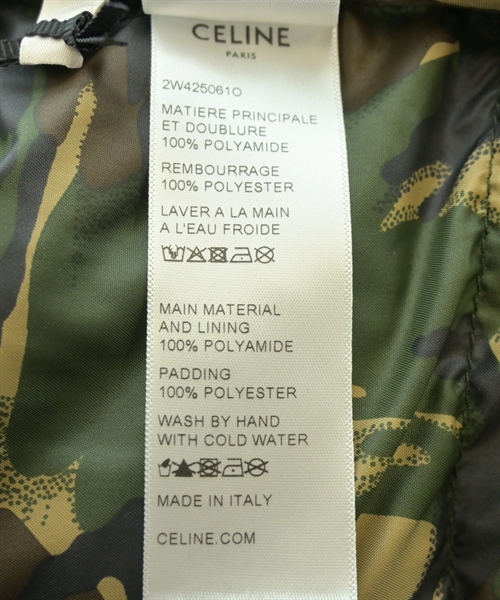 CELINE
PARIS
2W425061O
MATIERE PRINCIPALE
ET DOUBLURE
100% POLYAMIDE
REMBOURRAGE
100% POLYESTER
LAVER A LA MAIN
A L'EAU FROIDE
MAIN MATERIAL
AND LINING
100% POLYAMIDE
PADDING
100% POLYESTER
WASH BY HAND
WITH COLD WATER
MADE IN ITALY
CELINE.COM